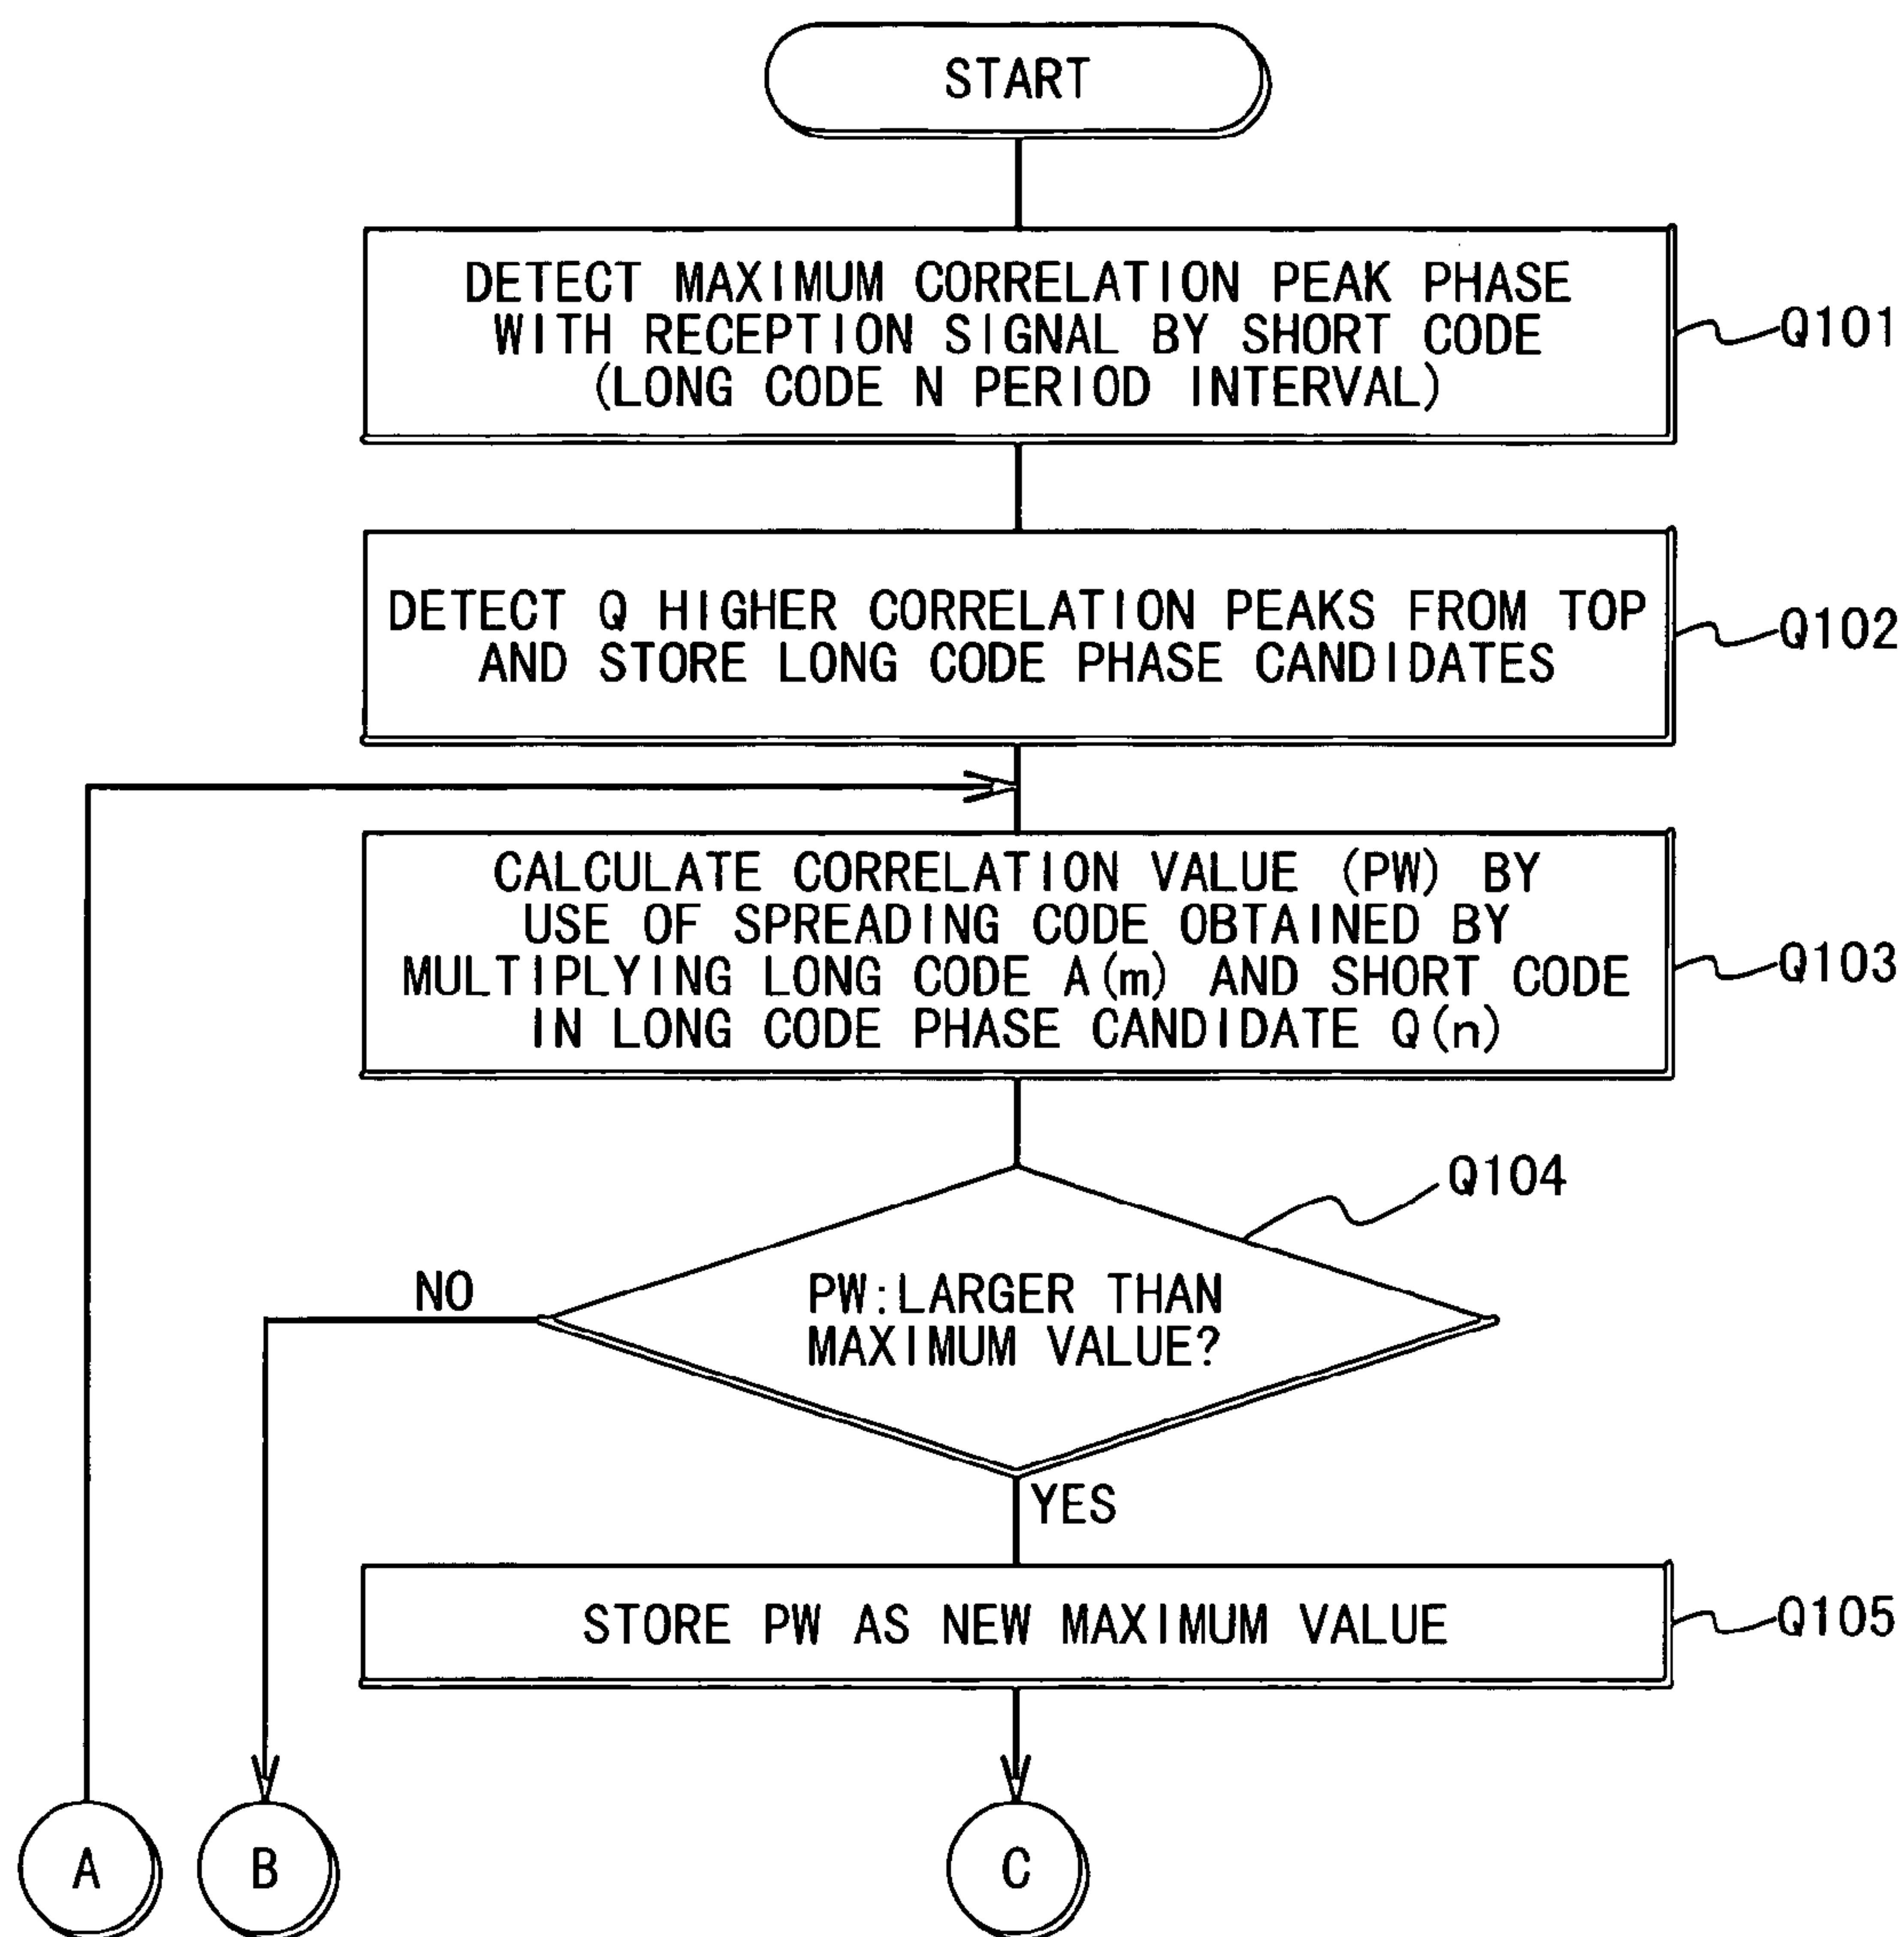 START
DETECT MAXIMUM CORRELATION PEAK PHASE
WITH RECEPTION SIGNAL BY SHORT CODE
(LONG CODE N PERIOD INTERVAL)
Q101
DETECT Q HIGHER CORRELATION PEAKS FROM TOP
AND STORE LONG CODE PHASE CANDIDATES
Q102
CALCULATE CORRELATION VALUE (PW) BY
USE OF SPREADING CODE OBTAINED BY
MULTIPLYING LONG CODE A(m) AND SHORT CODE
IN LONG CODE PHASE CANDIDATE Q(n)
Q103
Q104
NO
PW:LARGER THAN
MAXIMUM VALUE?
YES
STORE PW AS NEW MAXIMUM VALUE
Q105
A
B
C